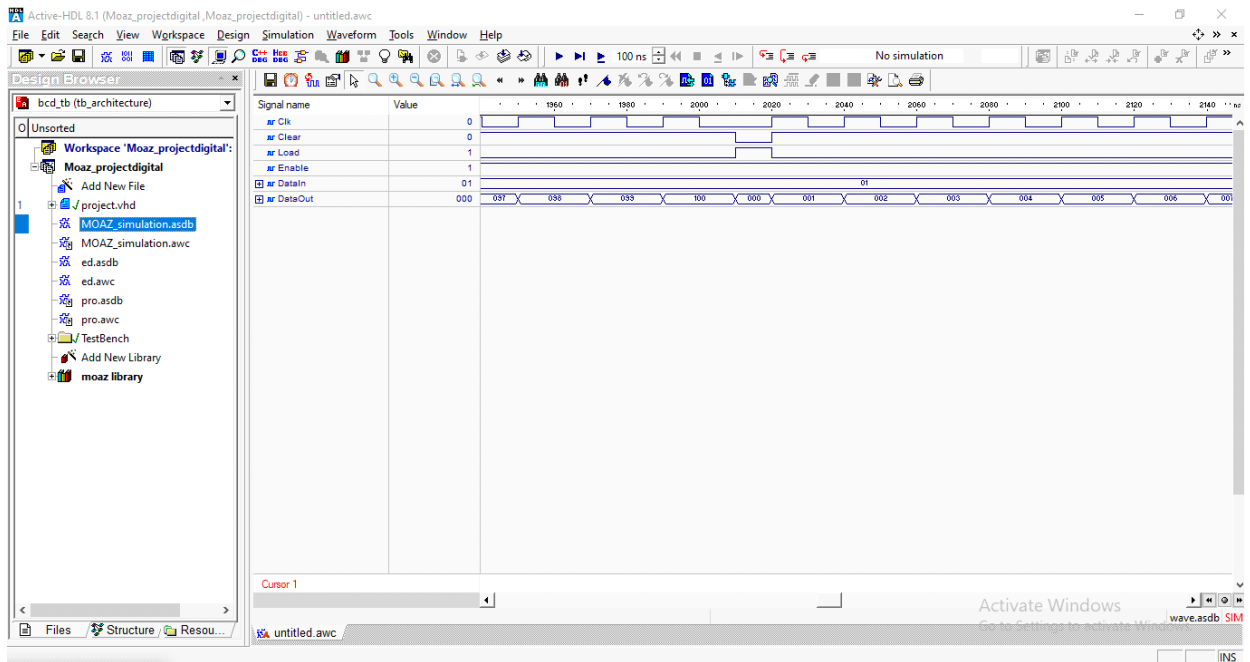 Active-HDL 8.1 (Moaz_projectdigital ,Moaz_projectdigital) - untitled.awc
File Edit Search View Workspace Design Simulation Waveform Tools Window Help
100 ns No simulation
Design Browser
bcd_tb (tb_architecture)
Signal name Value 1960 1980 2000 2020 2040 2060 2080 2100 2120 2140 ns
O Unsorted
Workspace 'Moaz_projectdigital':
Moaz_projectdigital
Add New File
1 project.vhd
MOAZ_simulation.asdb
MOAZ_simulation.awc
ed.asdb
ed.awc
pro.asdb
pro.awc
TestBench
Add New Library
moaz library
Clk 0
Clear 0
Load 1
Enable 1
DataIn 01 01
DataOut 000 097 098 099 100 000 001 002 003 004 005 006 007
Cursor 1
Activate Windows
Go to Settings to activate Windows.
wave.asdb SIM
Files Structure Resou...
untitled.awc
INS